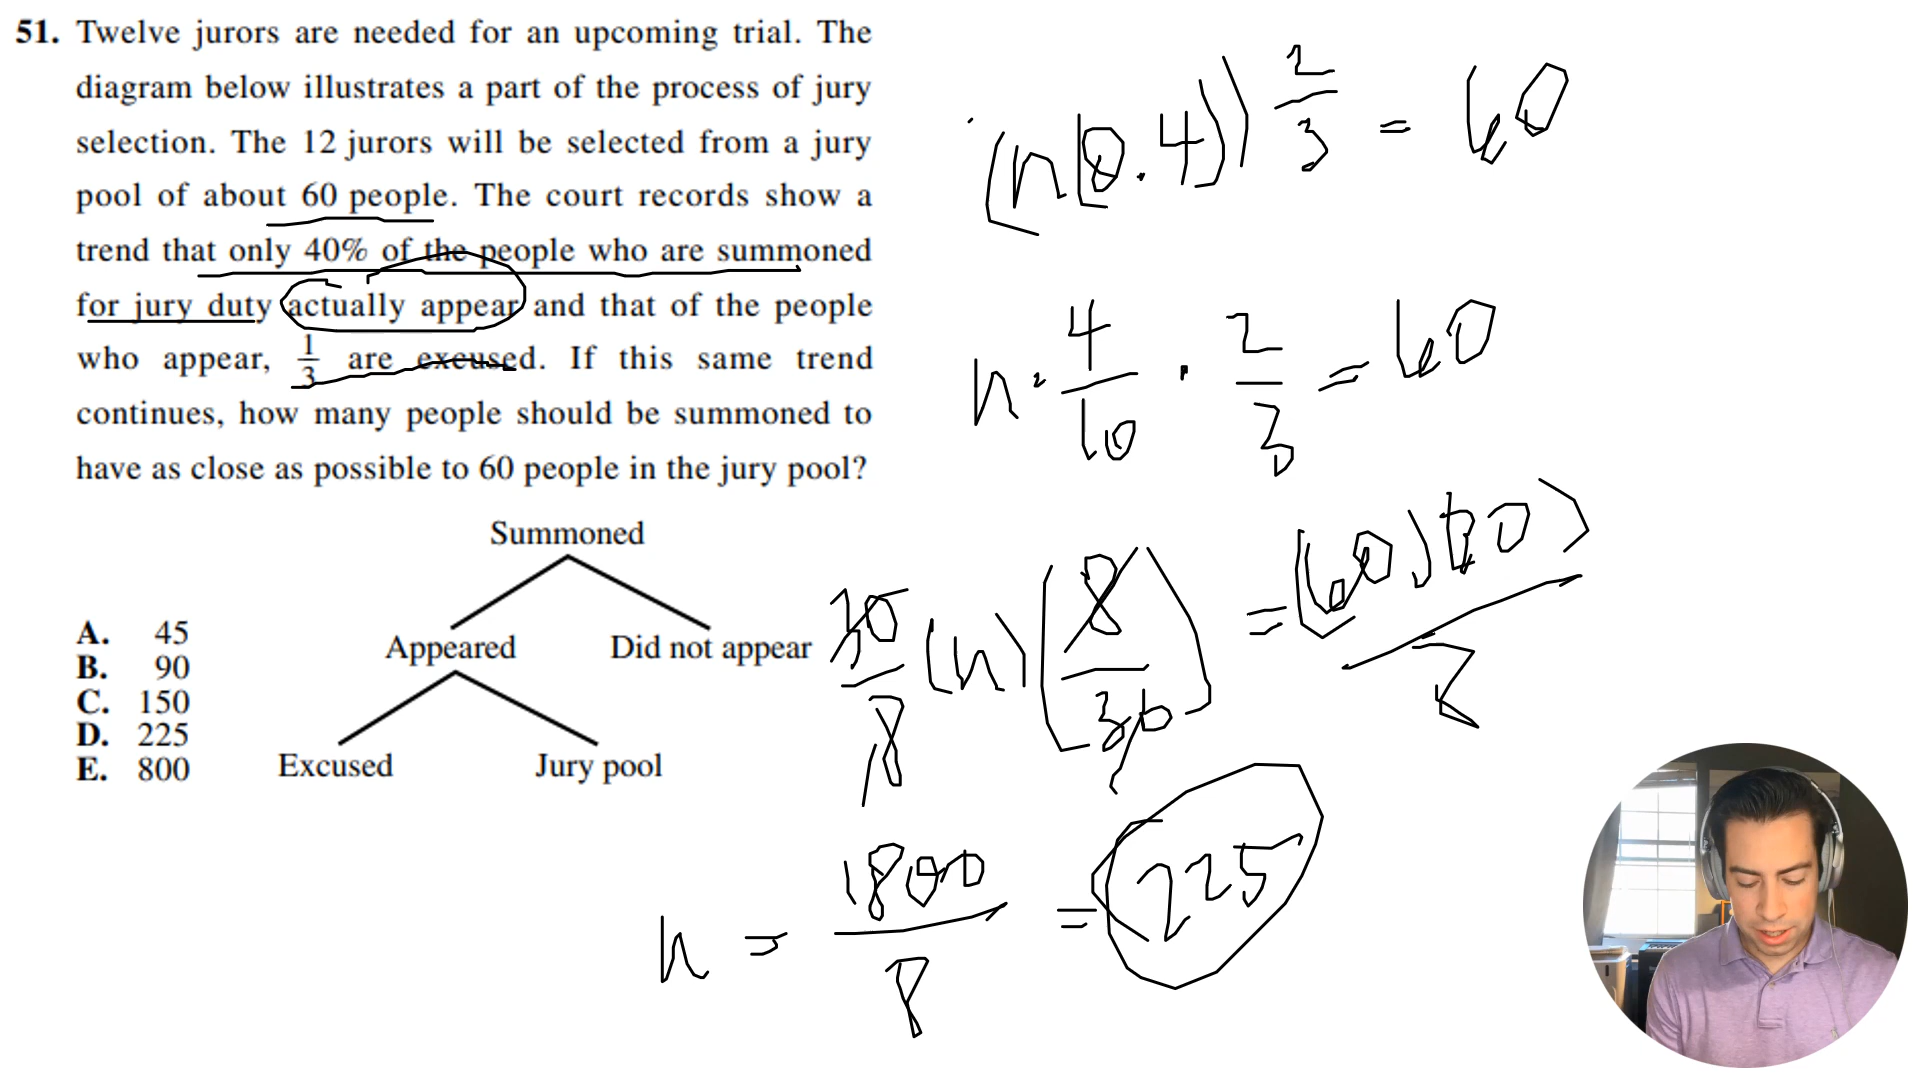 51. Twelve jurors are needed for an upcoming trial. The
diagram below illustrates a part of the process of jury
selection. The 12 jurors will be selected from a jury
pool of about 60 people. The court records show a
trend that only 40% of the people who are summoned
for jury duty actually appear and that of the people
who appear, 1/3 are excused. If this same trend
continues, how many people should be summoned to
have as close as possible to 60 people in the jury pool?
Summoned
Appeared Did not appear
Excused Jury pool
A. 45
B. 90
C. 150
D. 225
E. 800
(n(0.4)) 2/3 = 60
n · 4/10 · 2/3 = 60
30/8 (n) (8/30) = (60)(30)/8
n = 1800/8 = 225